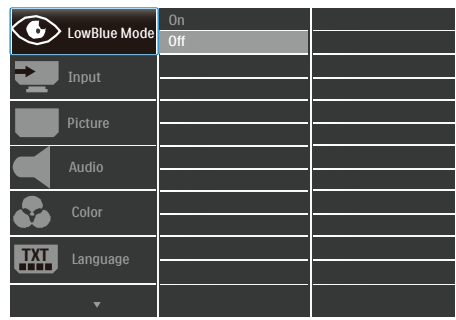 LowBlue Mode
On
Off
Input
Picture
Audio
Color
TXT
Language